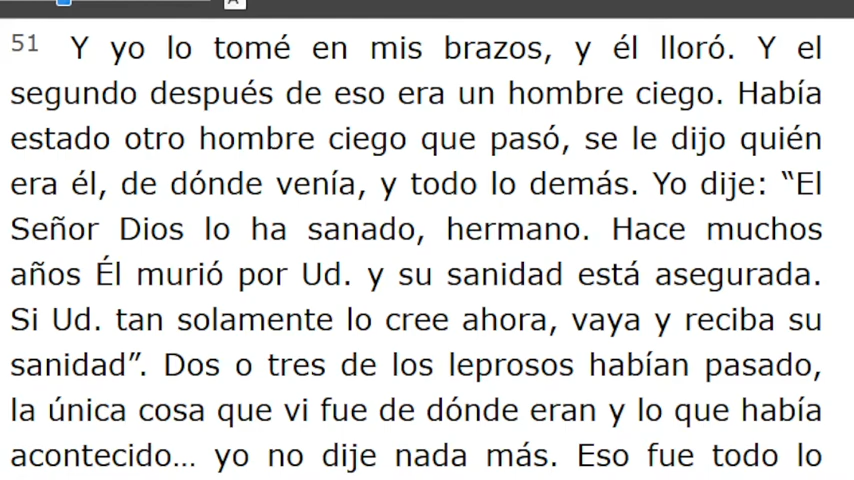 51 Y yo lo tomé en mis brazos, y él lloró. Y el
segundo después de eso era un hombre ciego. Había
estado otro hombre ciego que pasó, se le dijo quién
era él, de dónde venía, y todo lo demás. Yo dije: “El
Señor Dios lo ha sanado, hermano. Hace muchos
años Él murió por Ud. y su sanidad está asegurada.
Si Ud. tan solamente lo cree ahora, vaya y reciba su
sanidad”. Dos o tres de los leprosos habían pasado,
la única cosa que vi fue de dónde eran y lo que había
acontecido... yo no dije nada más. Eso fue todo lo